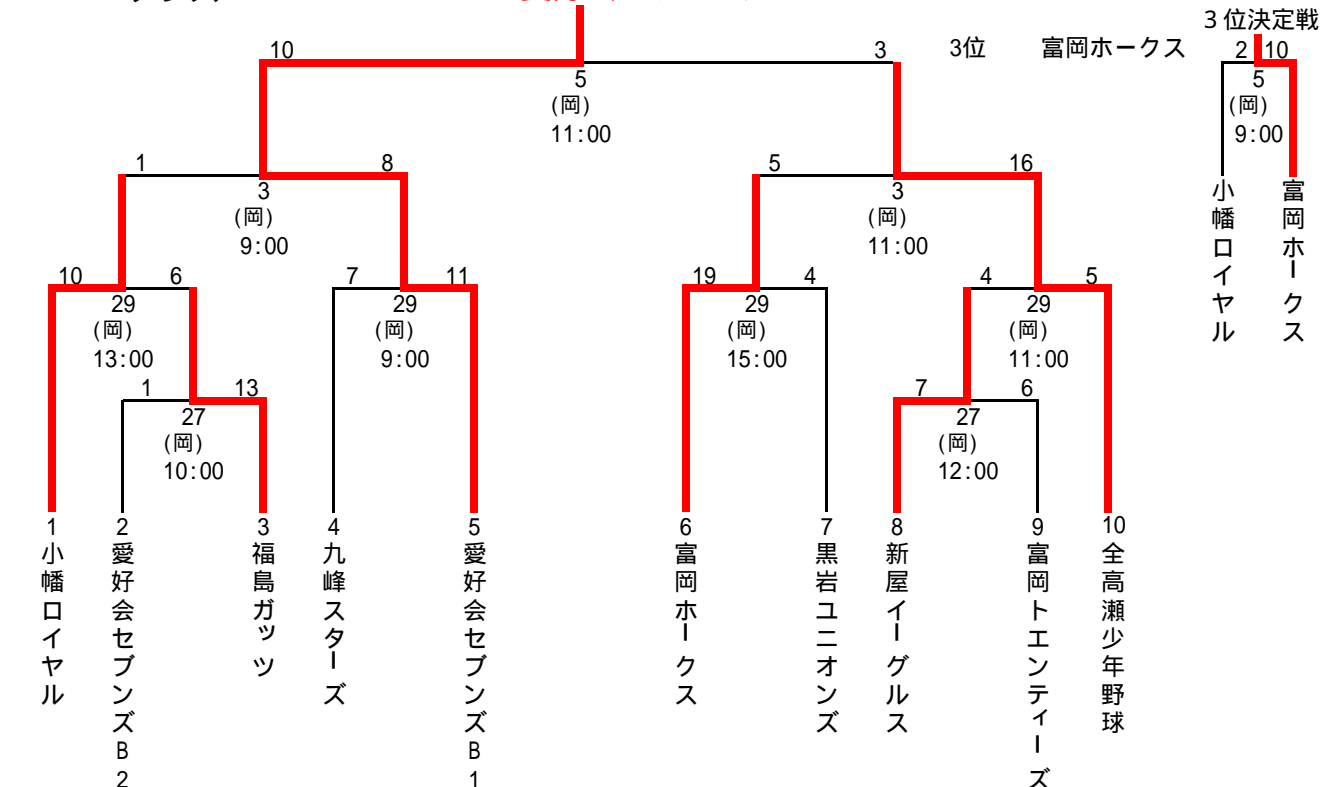 3位決定戦
10
3
3位 富岡ホークス
2
10
5
(岡)
11:00
5
(岡)
9:00
1
8
5
16
3
(岡)
9:00
3
(岡)
11:00
小幡ロイヤル
富岡ホークス
10
6
7
11
19
4
4
5
29
(岡)
13:00
29
(岡)
9:00
29
(岡)
15:00
29
(岡)
11:00
1
13
7
6
27
(岡)
10:00
27
(岡)
12:00
1
小幡ロイヤル
2
愛好会セブンズB2
3
福島ガッツ
4
九峰スターズ
5
愛好会セブンズB1
6
富岡ホークス
7
黒岩ユニオンズ
8
新屋イーグルス
9
富岡トエンティーズ
10
全高瀬少年野球